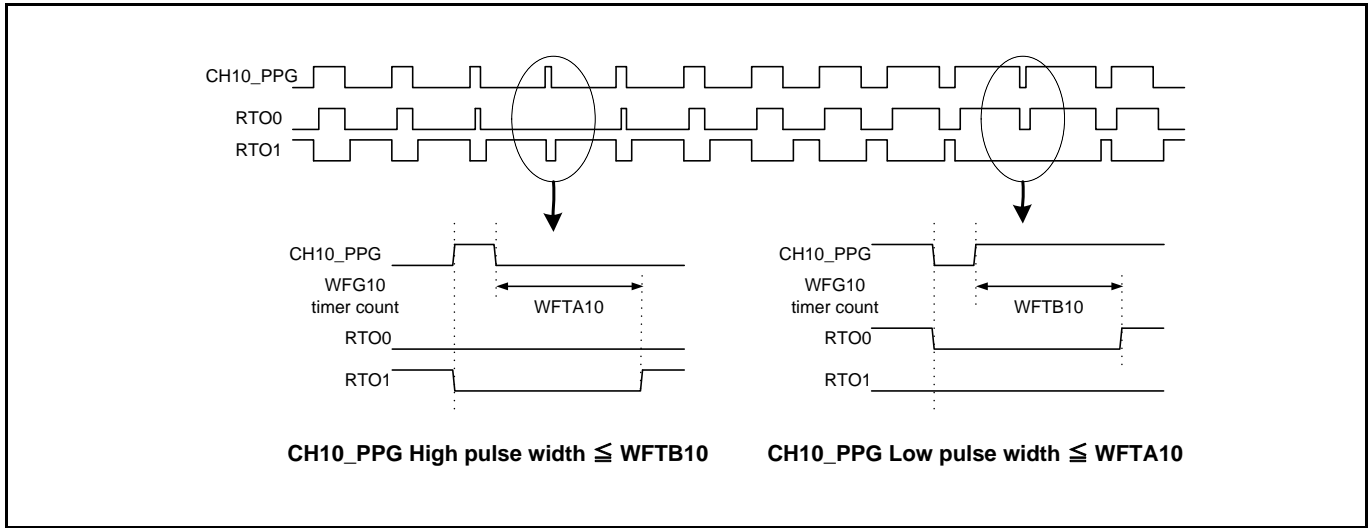 CH10_PPG
RTO0
RTO1
CH10_PPG
WFG10
timer count
WFTA10
RTO0
RTO1
CH10_PPG High pulse width ≦ WFTB10
CH10_PPG
WFG10
timer count
WFTB10
RTO0
RTO1
CH10_PPG Low pulse width ≦ WFTA10